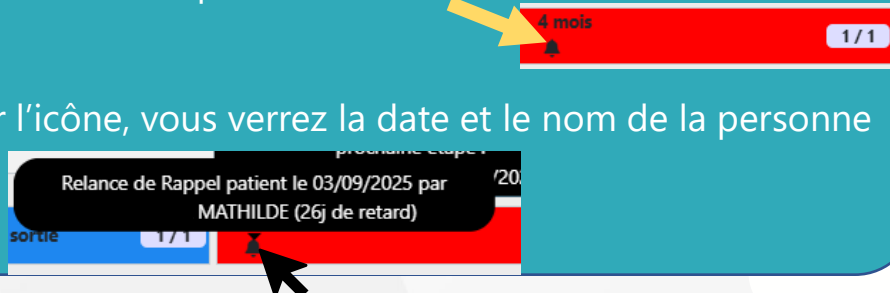 4 mois
1 / 1
r l’icône, vous verrez la date et le nom de la personne
prochaine étape :
Relance de Rappel patient le 03/09/2025 par
MATHILDE (26j de retard)
/20
sortie
1 / 1